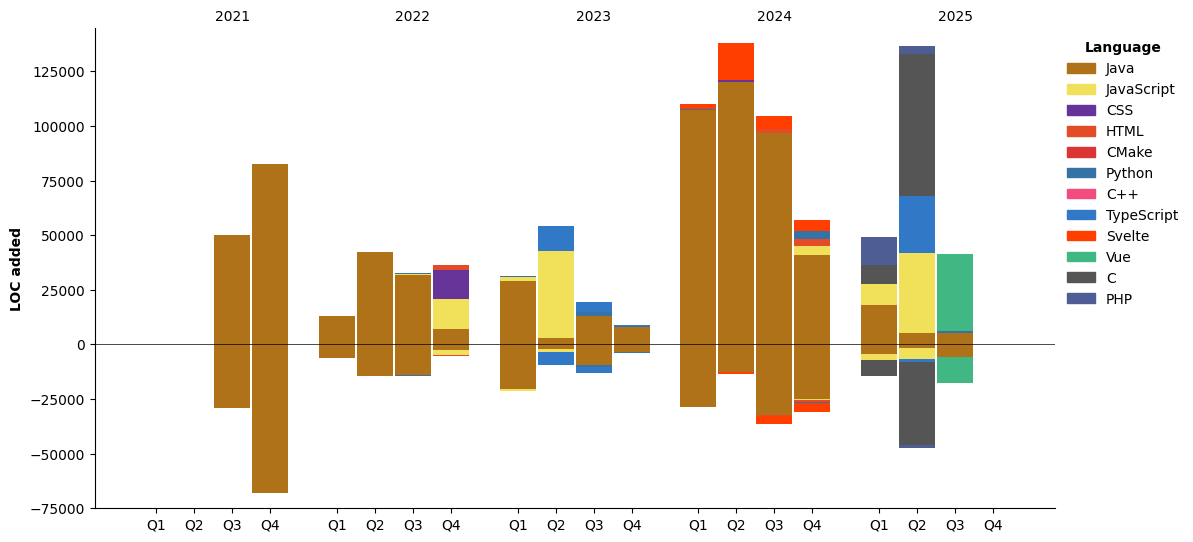 2021 2022 2023 2024 2025
LOC added
125000
100000
75000
50000
25000
0
−25000
−50000
−75000
Q1 Q2 Q3 Q4 Q1 Q2 Q3 Q4 Q1 Q2 Q3 Q4 Q1 Q2 Q3 Q4 Q1 Q2 Q3 Q4
Language
Java
JavaScript
CSS
HTML
CMake
Python
C++
TypeScript
Svelte
Vue
C
PHP